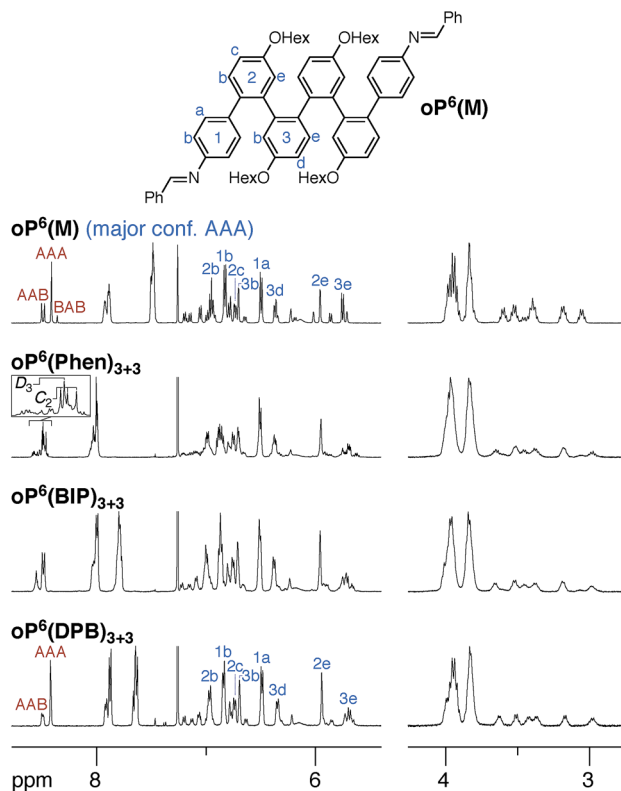 Ph
N
OHex
OHex
c
b
2
e
a
b
1
b
3
e
d
N
Ph
HexO
HexO
oP⁶(M)
oP⁶(M) (major conf. AAA)
AAA
AAB
BAB
2b
1b
2c
3b
1a
3d
2e
3e
oP⁶(Phen)₃₊₃
D₃
C₂
oP⁶(BIP)₃₊₃
oP⁶(DPB)₃₊₃
AAA
AAB
2b
1b
2c
3b
1a
3d
2e
3e
ppm 8 6 4 3